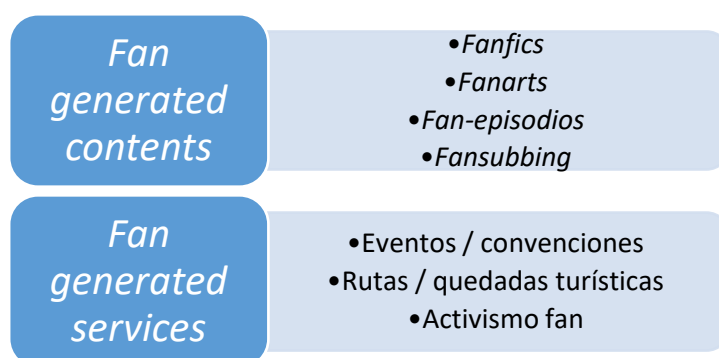 Fan
generated
contents
•Fanfics
•Fanarts
•Fan-episodios
•Fansubbing
Fan
generated
services
•Eventos / convenciones
•Rutas / quedadas turísticas
•Activismo fan